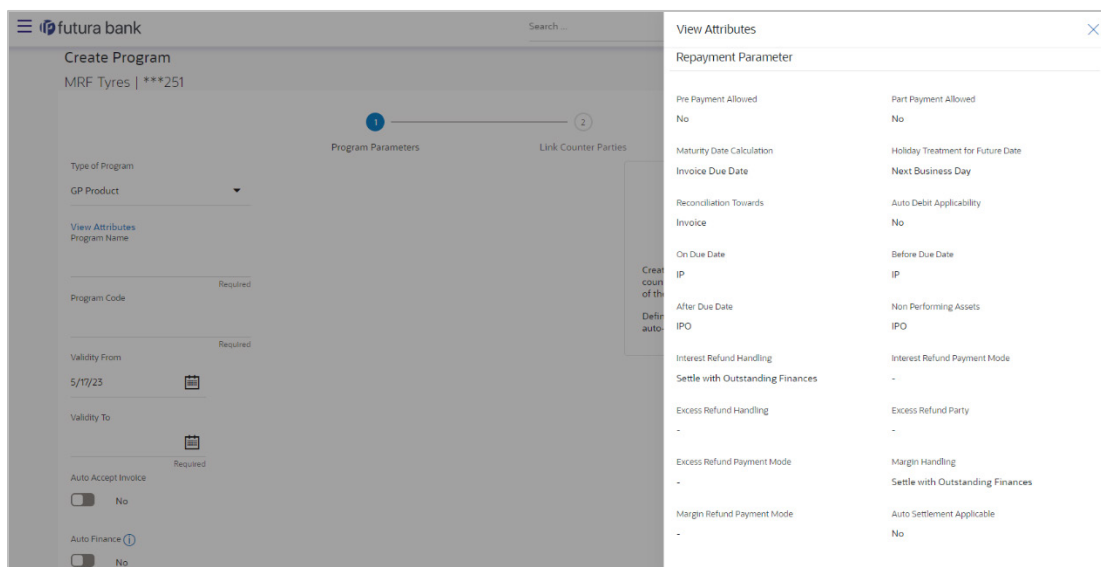 futura bank
Search ...
Create Program
MRF Tyres | ***251
1
2
Program Parameters
Link Counter Parties
Type of Program
GP Product
View Attributes
Program Name
Required
Program Code
Required
Validity From
5/17/23
Validity To
Required
Auto Accept Invoice
No
Auto Finance
No
Creat
coun
of th
Defin
auto-
View Attributes
Repayment Parameter
Pre Payment Allowed
Part Payment Allowed
No
No
Maturity Date Calculation
Holiday Treatment for Future Date
Invoice Due Date
Next Business Day
Reconciliation Towards
Auto Debit Applicability
Invoice
No
On Due Date
Before Due Date
IP
IP
After Due Date
Non Performing Assets
IPO
IPO
Interest Refund Handling
Interest Refund Payment Mode
Settle with Outstanding Finances
-
Excess Refund Handling
Excess Refund Party
-
-
Excess Refund Payment Mode
Margin Handling
-
Settle with Outstanding Finances
Margin Refund Payment Mode
Auto Settlement Applicable
-
No